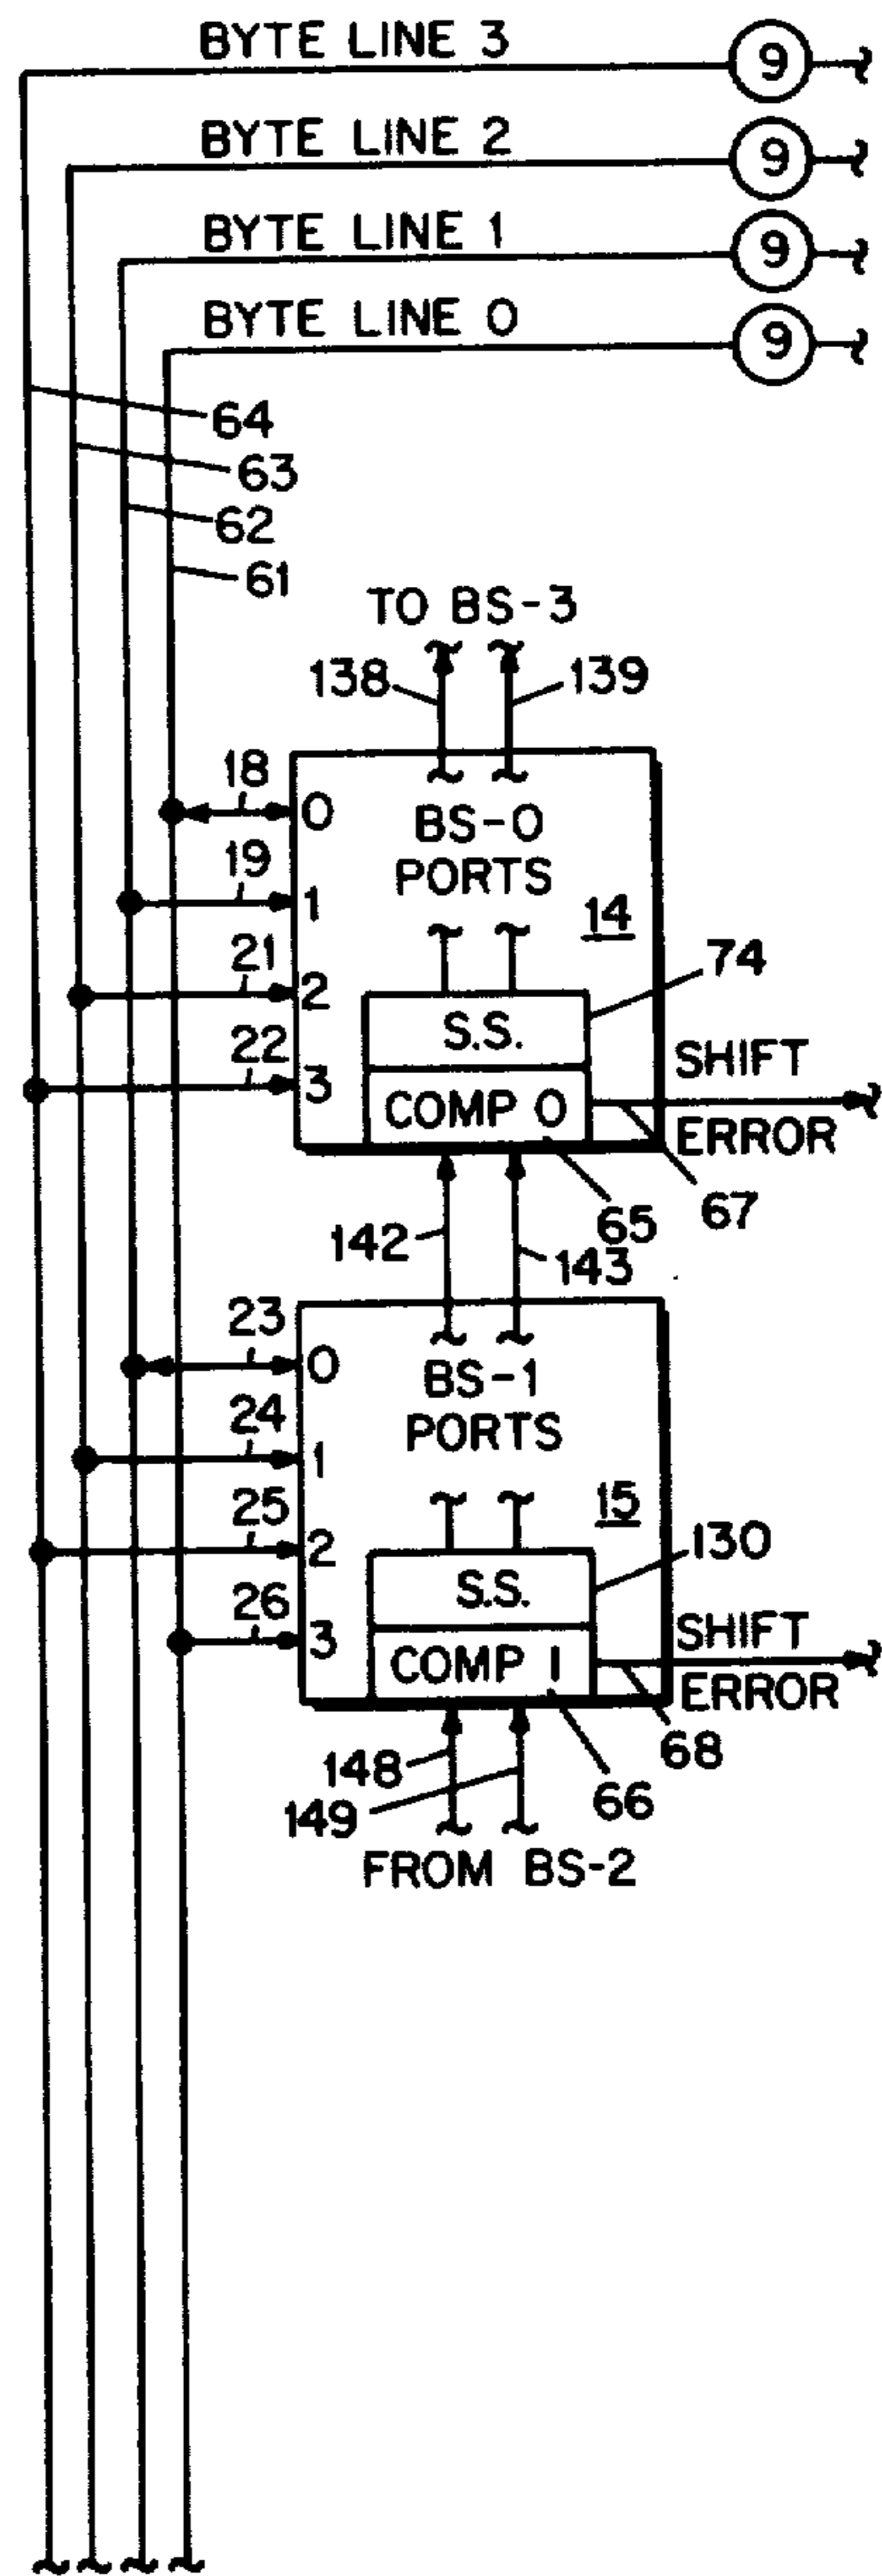 BYTE LINE 3
9
BYTE LINE 2
9
BYTE LINE 1
9
BYTE LINE 0
9
64
63
62
61
TO BS-3
138
139
18
0
BS-0
PORTS
19
1
14
21
2
74
S.S.
22
3
SHIFT
COMP 0
ERROR
65
67
142
143
23
0
BS-1
PORTS
24
1
15
25
2
130
S.S.
26
3
SHIFT
COMP 1
ERROR
68
148
66
149
FROM BS-2